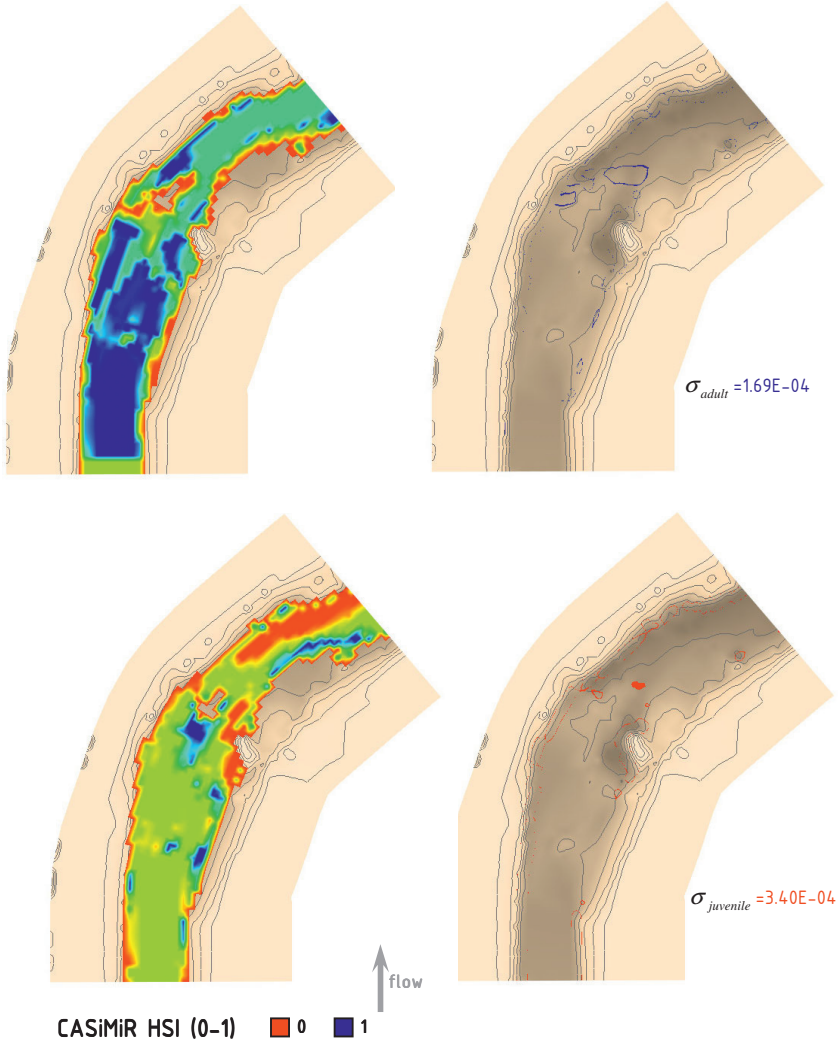 σadult =1.69E-04
σjuvenile =3.40E-04
flow
CASiMiR HSI (0-1) 0 1